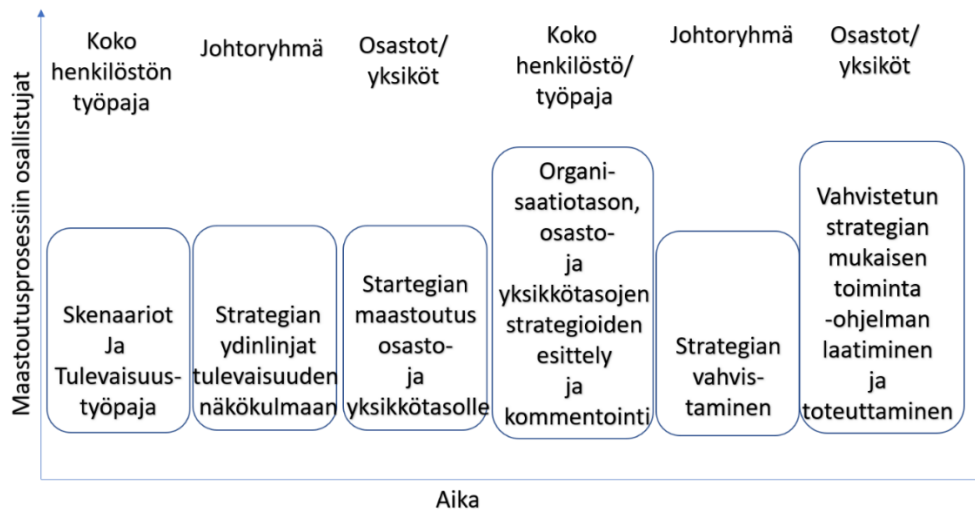 Maastoutusprosessiin osallistujat
Koko
henkilöstön
työpaja
Johtoryhmä
Osastot/
yksiköt
Koko
henkilöstö/
työpaja
Johtoryhmä
Osastot/
yksiköt
Skenaariot
Ja
Tulevaisuus-
työpaja
Strategian
ydinlinjat
tulevaisuuden
näkökulmaan
Startegian
maastoutus
osasto-
ja
yksikkötasolle
Organi-
saatiotason,
osasto-
ja
yksikkötasojen
strategioiden
esittely
ja
kommentointi
Strategian
vahvis-
taminen
Vahvistetun
strategian
mukaisen
toiminta
-ohjelman
laatiminen
ja
toteuttaminen
Aika